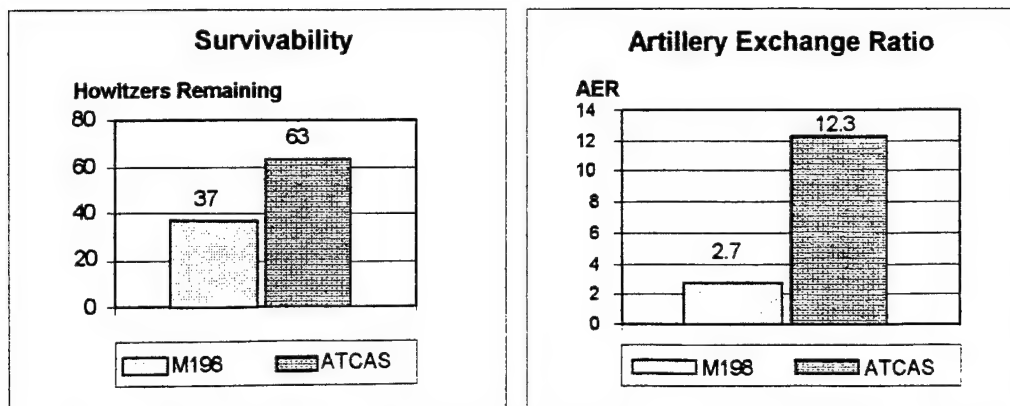 Survivability
Howitzers Remaining
80
60
40
20
0
37
63
M198
ATCAS
Artillery Exchange Ratio
AER
14
12
10
8
6
4
2
0
2.7
12.3
M198
ATCAS